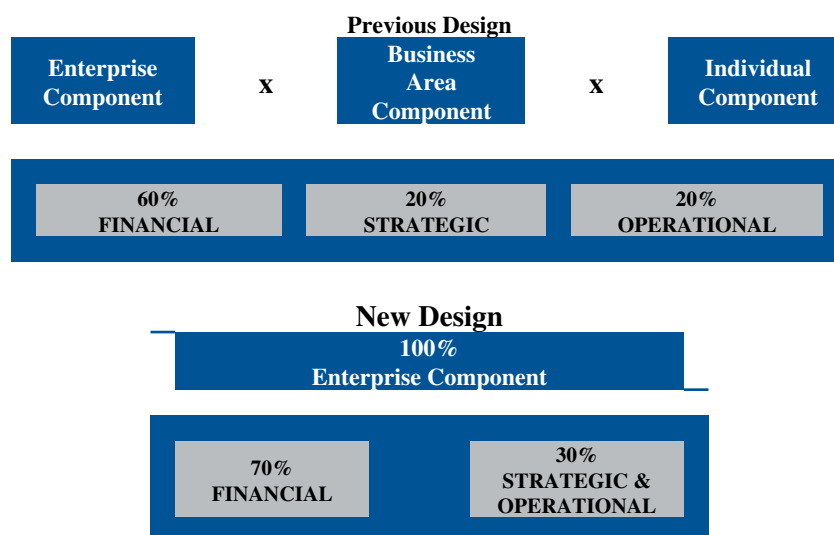 Previous Design
Enterprise
Component
x
Business
Area
Component
x
Individual
Component
60%
FINANCIAL
20%
STRATEGIC
20%
OPERATIONAL
New Design
100%
Enterprise Component
70%
FINANCIAL
30%
STRATEGIC &
OPERATIONAL